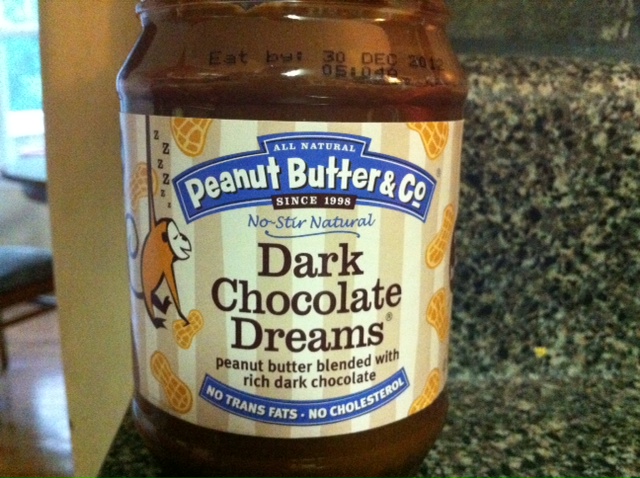 Eat by: 30 DEC 2012
ALL NATURAL
Peanut Butter & Co
SINCE 1998
No-Stir Natural
Dark
Chocolate
Dreams®
peanut butter blended with
rich dark chocolate
NO TRANS FATS · NO CHOLESTEROL
z
z
z
z
z
z